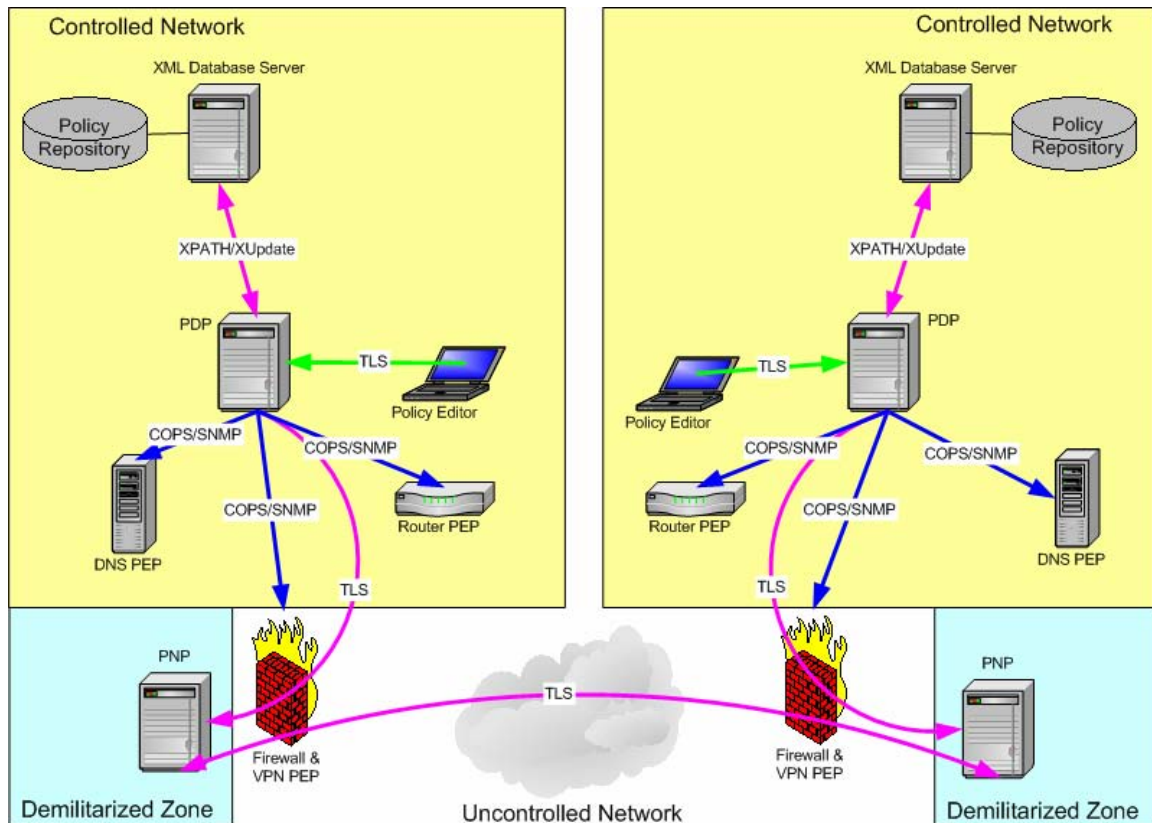 Controlled Network
XML Database Server
Policy
Repository
XPATH/XUpdate
PDP
TLS
Policy Editor
COPS/SNMP
COPS/SNMP
COPS/SNMP
DNS PEP
Router PEP
TLS
Controlled Network
XML Database Server
Policy
Repository
XPATH/XUpdate
PDP
TLS
Policy Editor
COPS/SNMP
COPS/SNMP
COPS/SNMP
Router PEP
DNS PEP
TLS
PNP
Firewall &
VPN PEP
Demilitarized Zone
TLS
Uncontrolled Network
Firewall &
VPN PEP
PNP
Demilitarized Zone